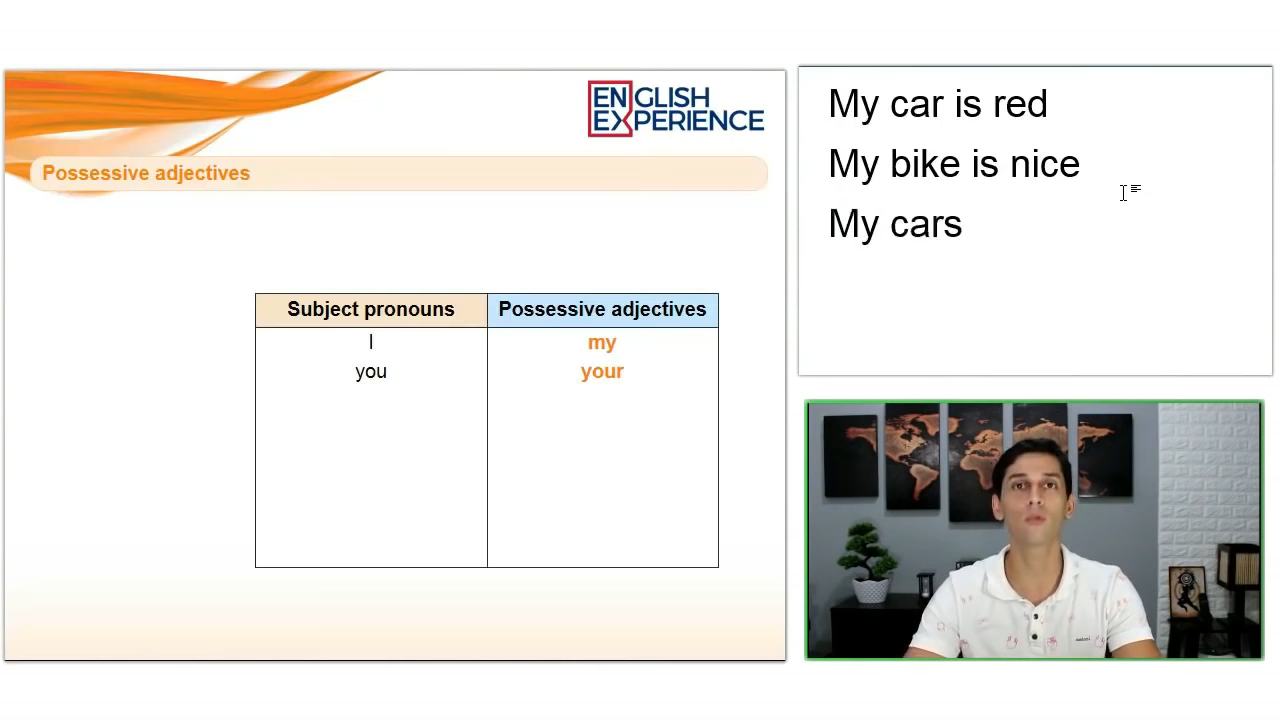 ENGLISH
EXPERIENCE
Possessive adjectives
Subject pronouns Possessive adjectives
I my
you your
My car is red
My bike is nice
My cars